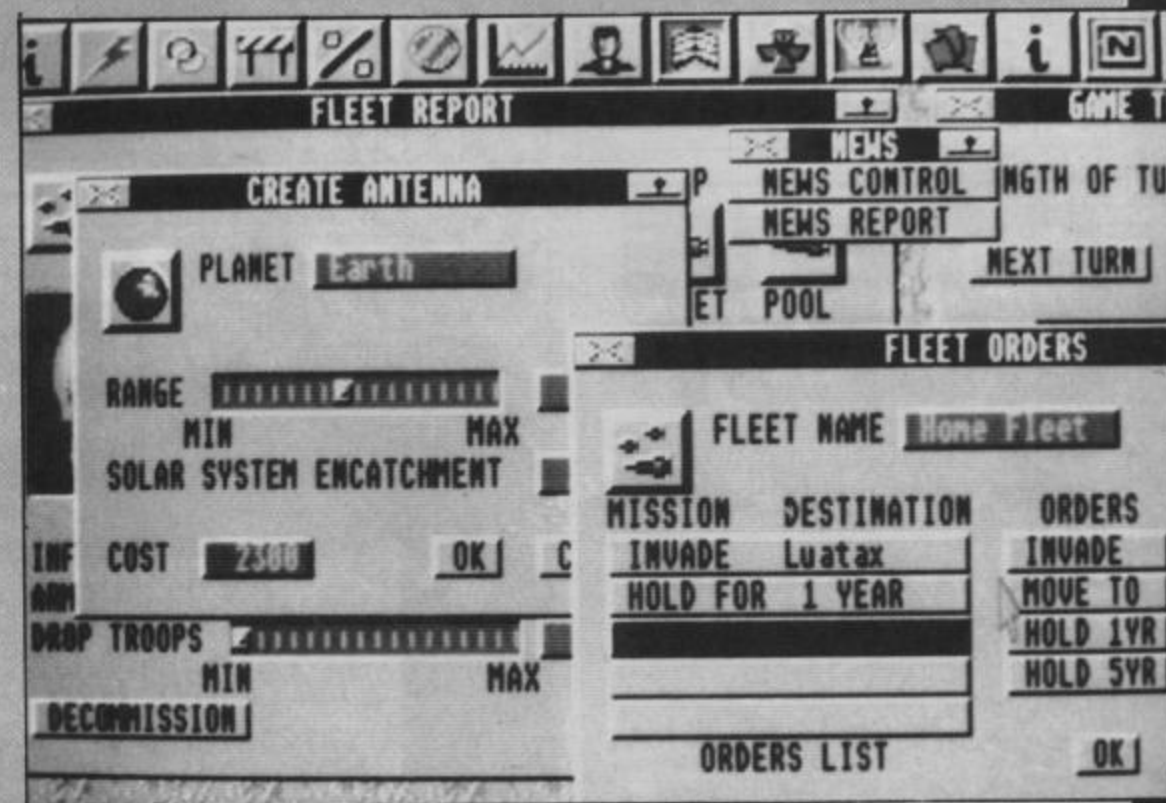 FLEET REPORT
GAME T
NEWS
NEWS CONTROL
NEWS REPORT
P
NGTH OF TU
NEXT TURN
ET POOL
CREATE ANTENNA
PLANET Earth
RANGE
MIN MAX
SOLAR SYSTEM ENCATCHMENT
COST 2300
OK C
INF
ARM
DROP TROOPS
MIN MAX
DECOMMISSION
FLEET ORDERS
FLEET NAME Home Fleet
MISSION DESTINATION ORDERS
INVADE Luatax INVADE
HOLD FOR 1 YEAR MOVE TO
HOLD 1YR
HOLD 5YR
ORDERS LIST
OK